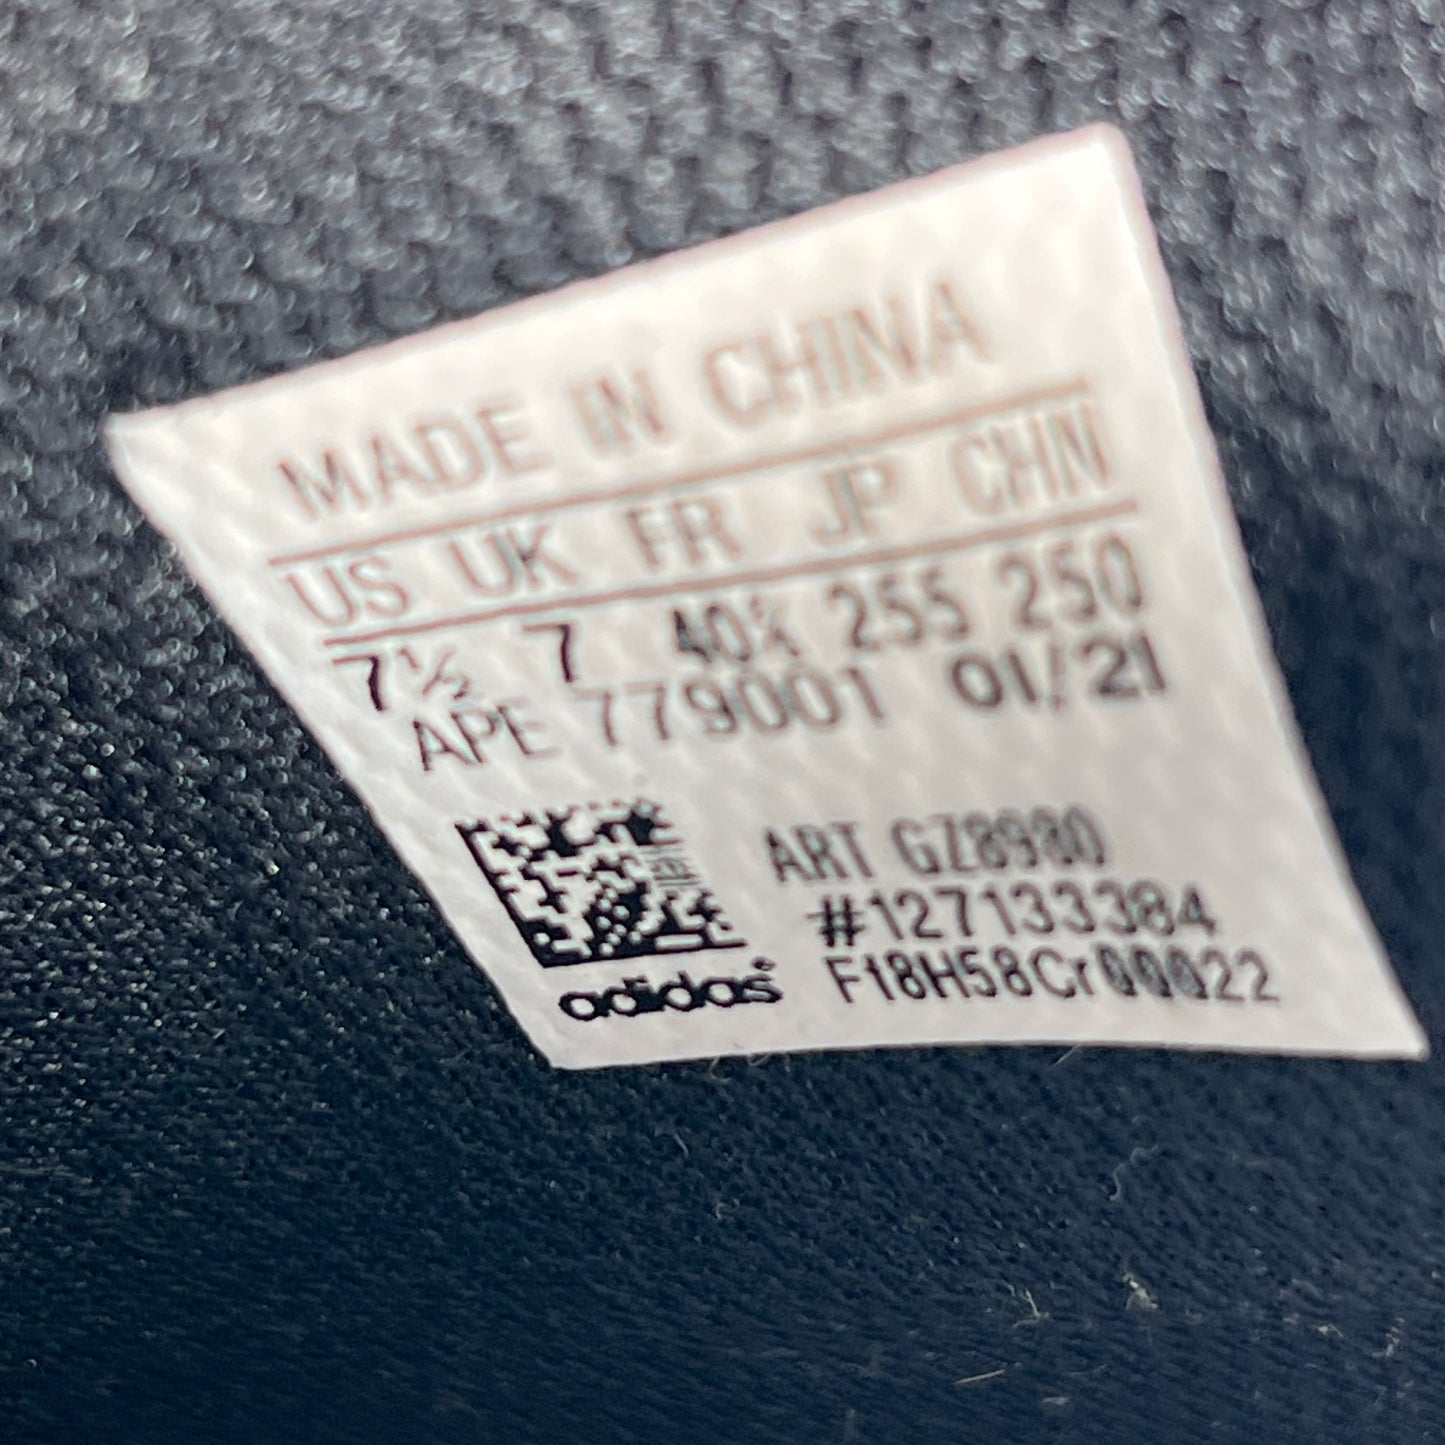 MADE IN CHINA
US UK FR JP CHN
7½ 7 40⅔ 255 250
APE 779001 01/21
ART GZ8980
#127133384
F18H58Cr00022
adidas